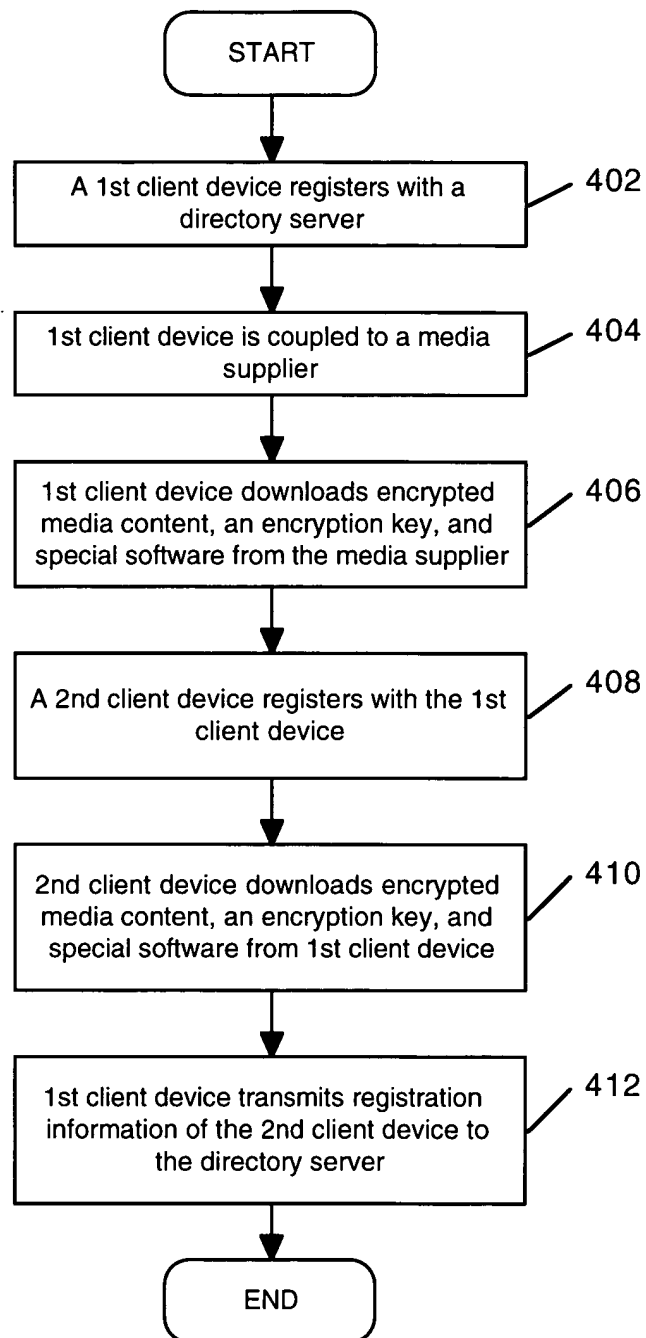 START
A 1st client device registers with a
directory server
402
1st client device is coupled to a media
supplier
404
1st client device downloads encrypted
media content, an encryption key, and
special software from the media supplier
406
A 2nd client device registers with the 1st
client device
408
2nd client device downloads encrypted
media content, an encryption key, and
special software from 1st client device
410
1st client device transmits registration
information of the 2nd client device to
the directory server
412
END